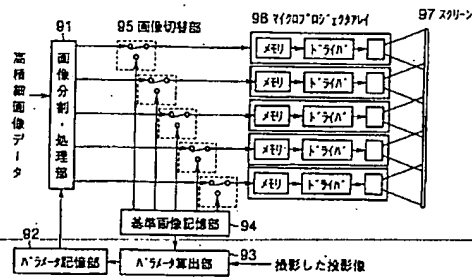 91
95 画像切替部
96 マイクロプロジェクタアレイ
97 スクリーン
高精細画像データ
画像分割・処理部
メモリ
ドライバ
メモリ
ドライバ
メモリ
ドライバ
メモリ
ドライバ
メモリ
ドライバ
基準画像記憶部
94
92
パラメータ記憶部
パラメータ算出部
93
撮影した投影像